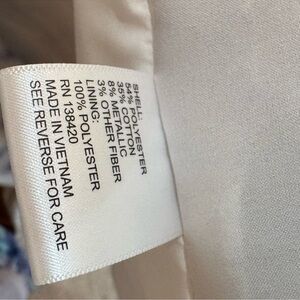 SHELL:
54% POLYESTER
35% COTTON
8% METALLIC
3% OTHER FIBER
LINING:
100% POLYESTER
RN 138420
MADE IN VIETNAM
SEE REVERSE FOR CARE